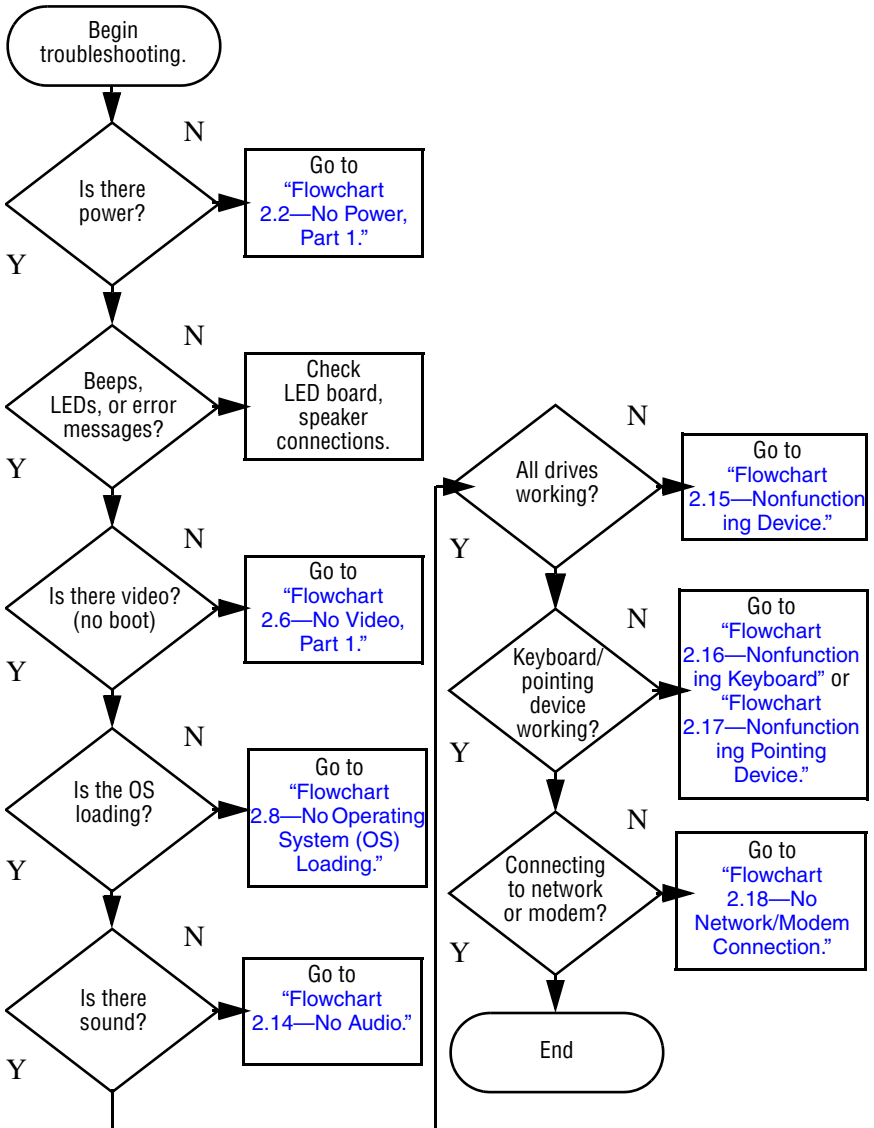 Begin
troubleshooting.
N
Is there
power?
Go to
“Flowchart
2.2—No Power,
Part 1.”
Y
N
Beeps,
LEDs, or error
messages?
Check
LED board,
speaker
connections.
Y
N
Is there video?
(no boot)
Go to
“Flowchart
2.6—No Video,
Part 1.”
Y
N
Is the OS
loading?
Go to
“Flowchart
2.8—No Operating
System (OS)
Loading.”
Y
N
Is there
sound?
Go to
“Flowchart
2.14—No Audio.”
Y
N
All drives
working?
Go to
“Flowchart
2.15—Nonfunction
ing Device.”
Y
N
Keyboard/
pointing
device
working?
Go to
“Flowchart
2.16—Nonfunction
ing Keyboard” or
“Flowchart
2.17—Nonfunction
ing Pointing
Device.”
Y
N
Connecting
to network
or modem?
Go to
“Flowchart
2.18—No
Network/Modem
Connection.”
Y
End